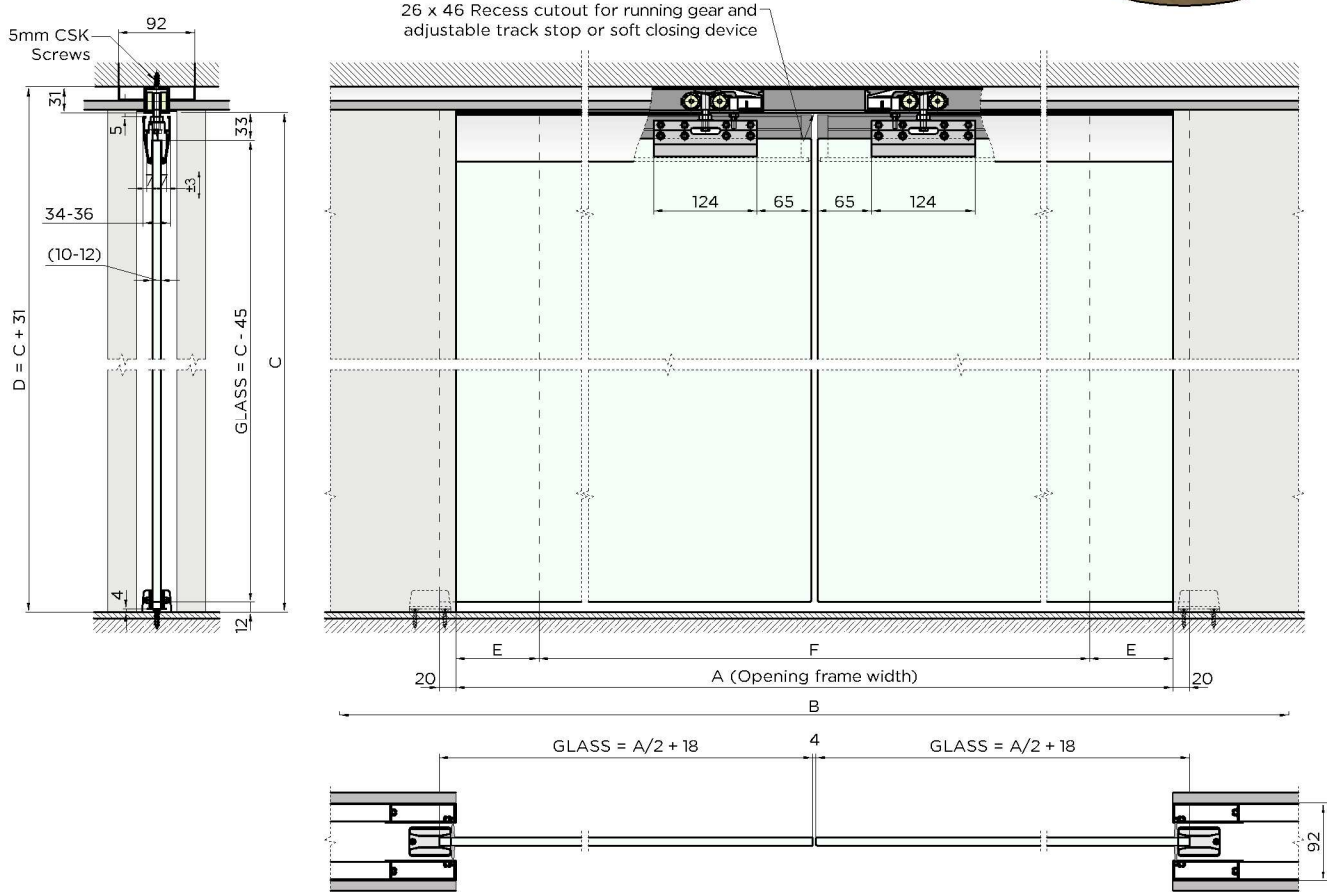 26 x 46 Recess cutout for running gear and
adjustable track stop or soft closing device
5mm CSK
Screws
92
31
5
33
±3
34-36
(10-12)
124
65
65
124
D = C + 31
GLASS = C - 45
C
4
12
E
F
E
20
A (Opening frame width)
20
B
GLASS = A/2 + 18
4
GLASS = A/2 + 18
92